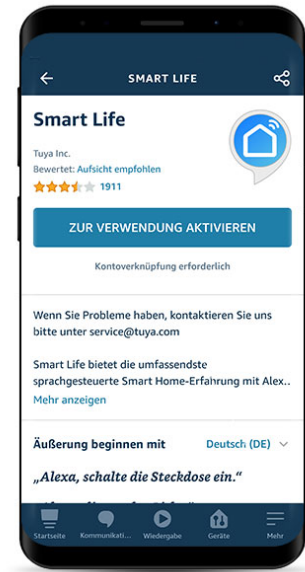 SMART LIFE
Smart Life
Tuya Inc.
Bewertet: Aufsicht empfohlen
1911
ZUR VERWENDUNG AKTIVIEREN
Kontoverknüpfung erforderlich
Wenn Sie Probleme haben, kontaktieren Sie uns
bitte unter service@tuya.com
Smart Life bietet die umfassendste
sprachgesteuerte Smart Home-Erfahrung mit Alex..
Mehr anzeigen
Äußerung beginnen mit
Deutsch (DE)
„Alexa, schalte die Steckdose ein.“
Startseite
Kommunikati...
Wiedergabe
Geräte
Mehr